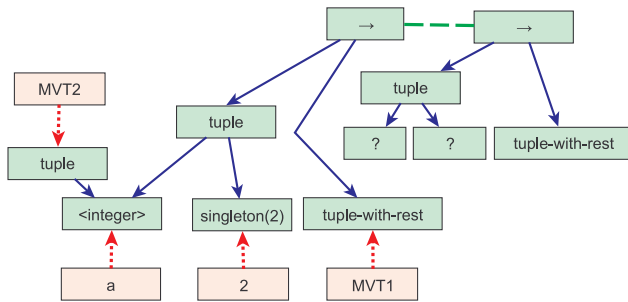 → →
MVT2
tuple
tuple
tuple
? ? tuple-with-rest
<integer> singleton(2) tuple-with-rest
a 2 MVT1